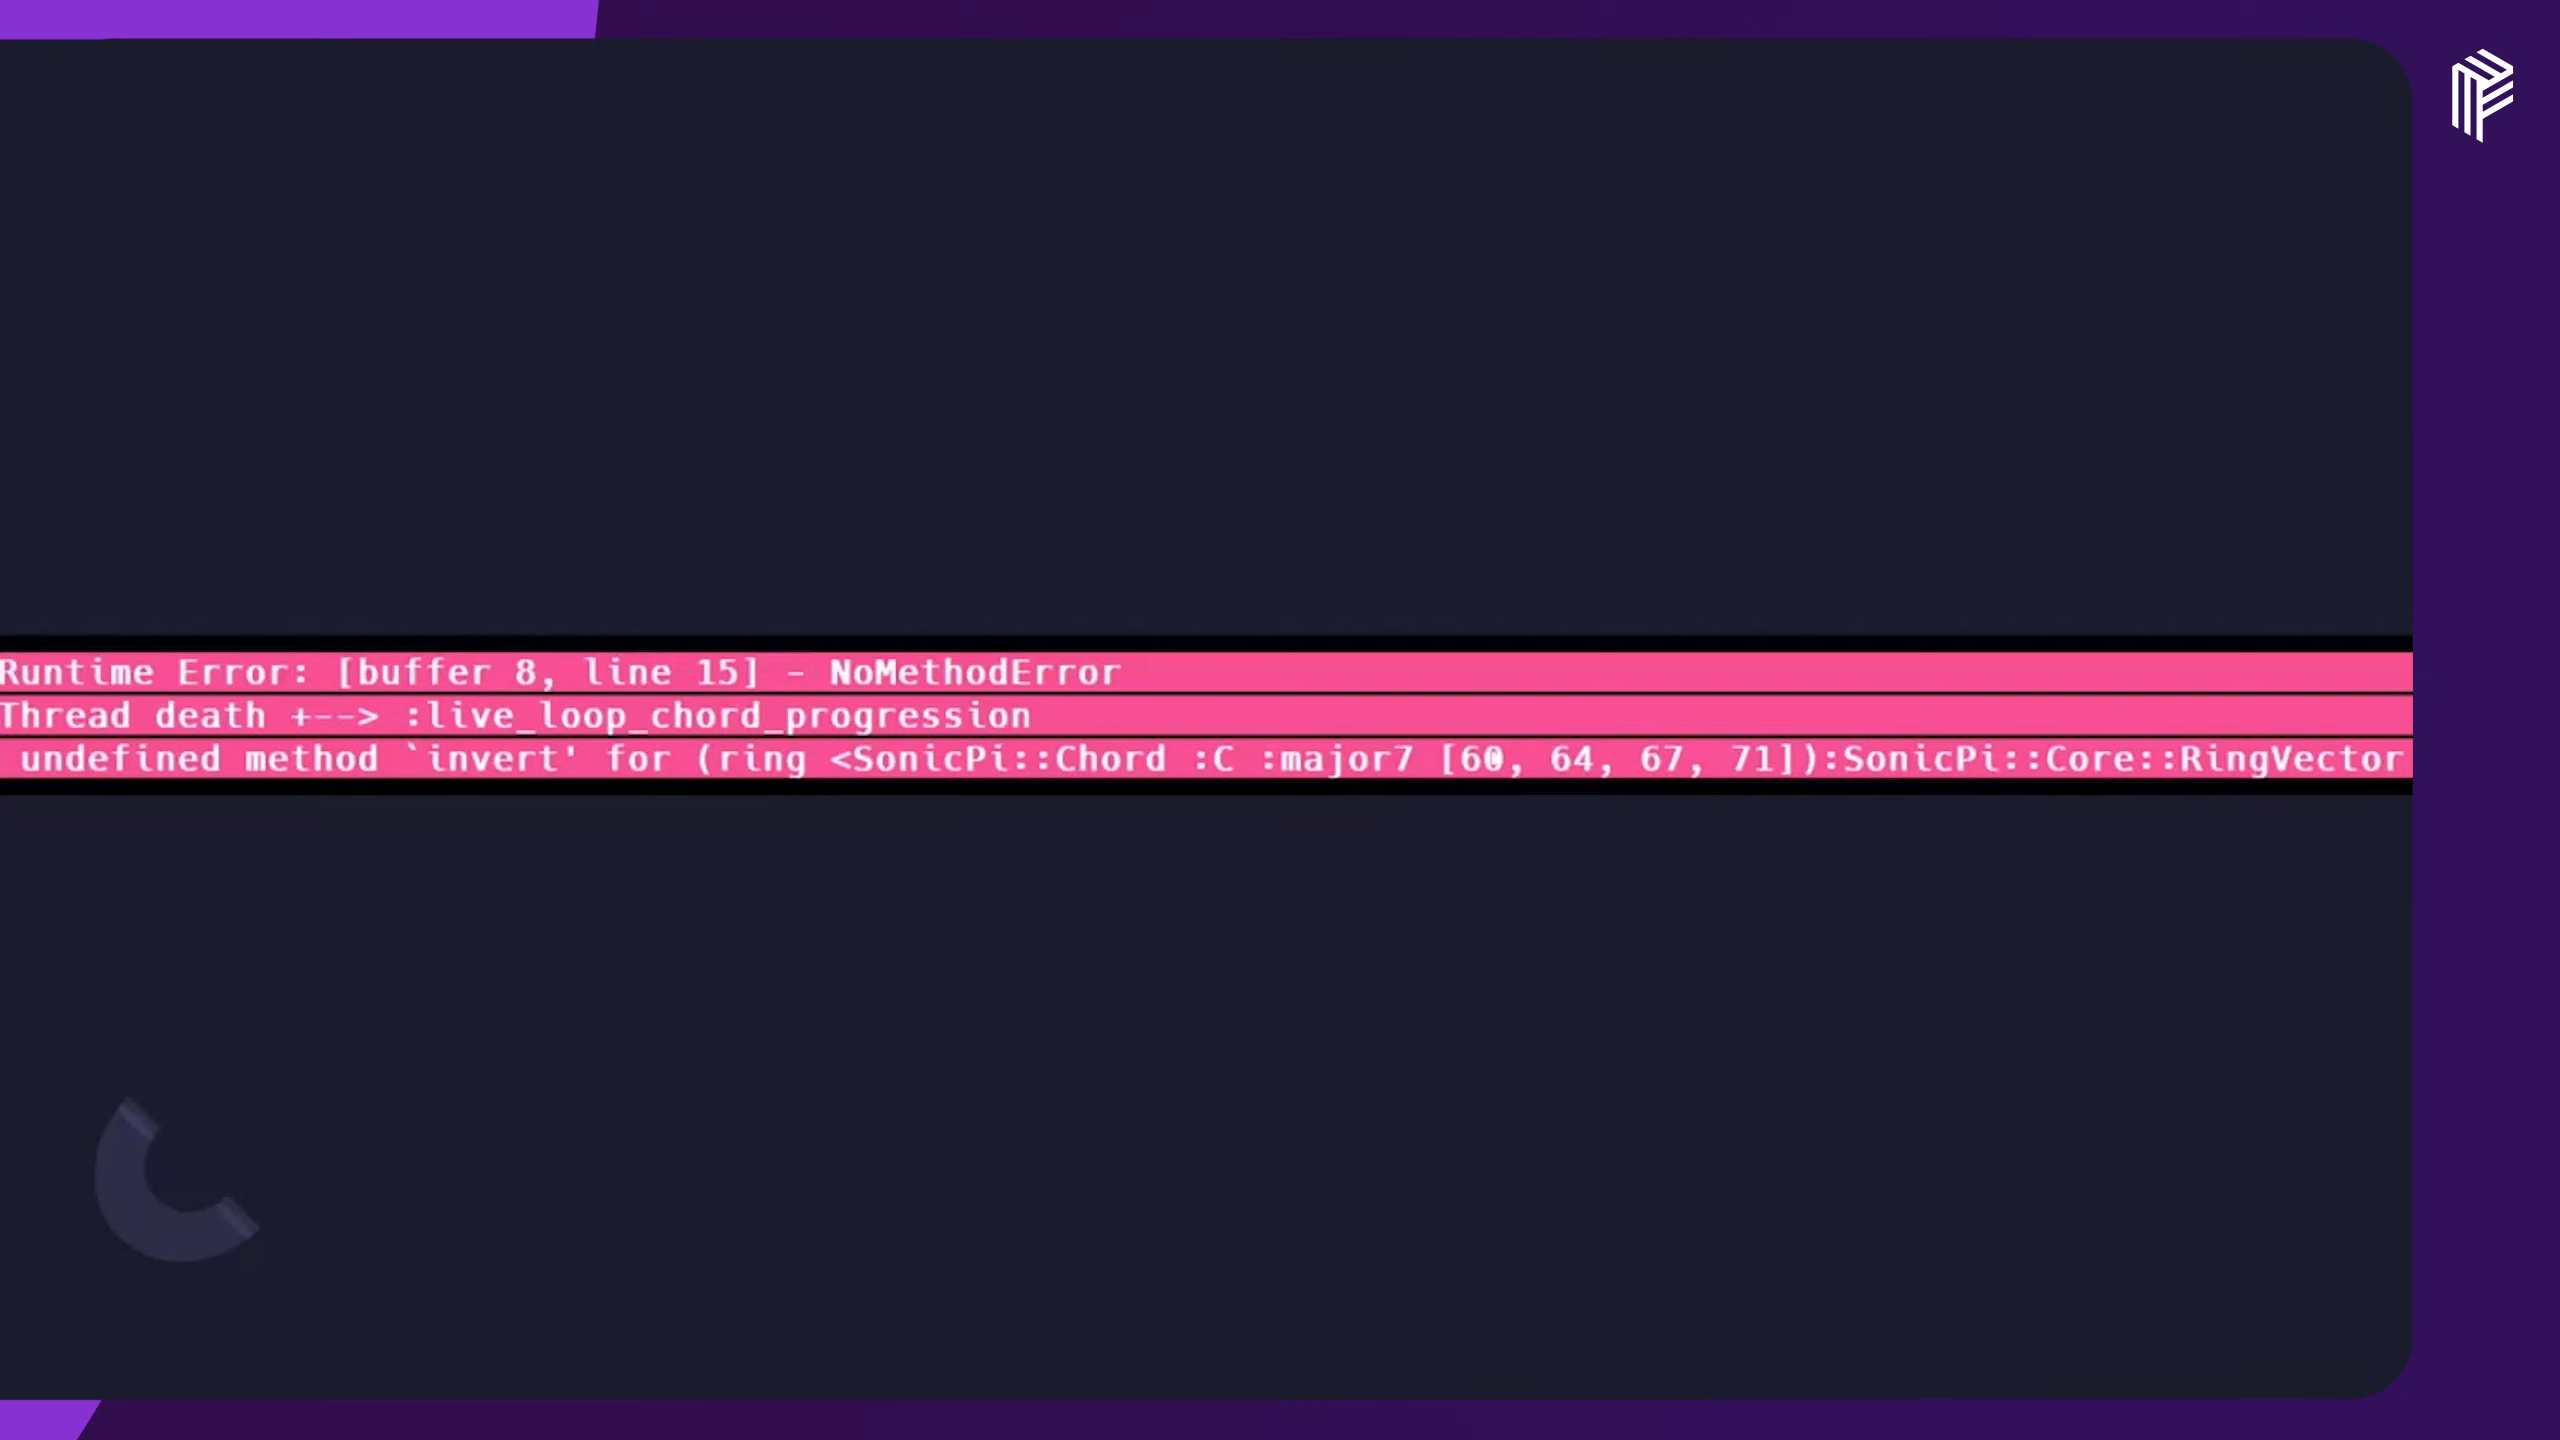 Runtime Error: [buffer 8, line 15] - NoMethodError
Thread death +--> :live_loop_chord_progression
undefined method `invert' for (ring <SonicPi::Chord :C :major7 [60, 64, 67, 71]):SonicPi::Core::RingVector